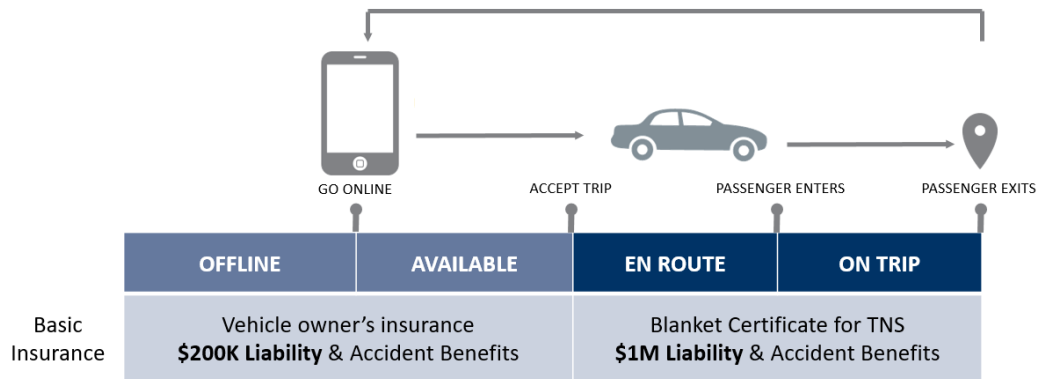 GO ONLINE
ACCEPT TRIP
PASSENGER ENTERS
PASSENGER EXITS
OFFLINE
AVAILABLE
EN ROUTE
ON TRIP
Basic
Insurance
Vehicle owner's insurance
$200K Liability & Accident Benefits
Blanket Certificate for TNS
$1M Liability & Accident Benefits